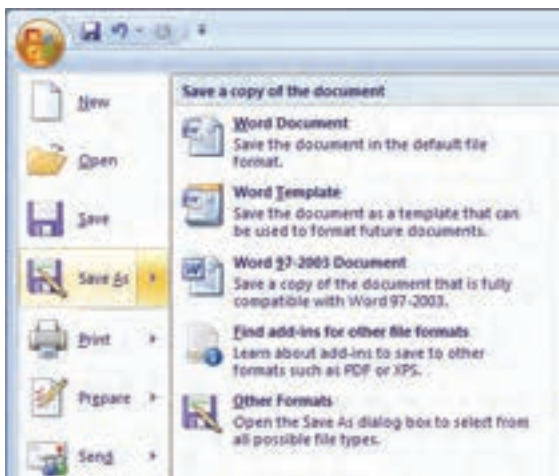 New
Open
Save
Save As
Print
Prepare
Send
Save a copy of the document
Word Document
Save the document in the default file
format.
Word Template
Save the document as a template that can
be used to format future documents.
Word 97-2003 Document
Save a copy of the document that is fully
compatible with Word 97-2003.
Find add-ins for other file formats
Learn about add-ins to save to other
formats such as PDF or XPS.
Other Formats
Open the Save As dialog box to select from
all possible file types.